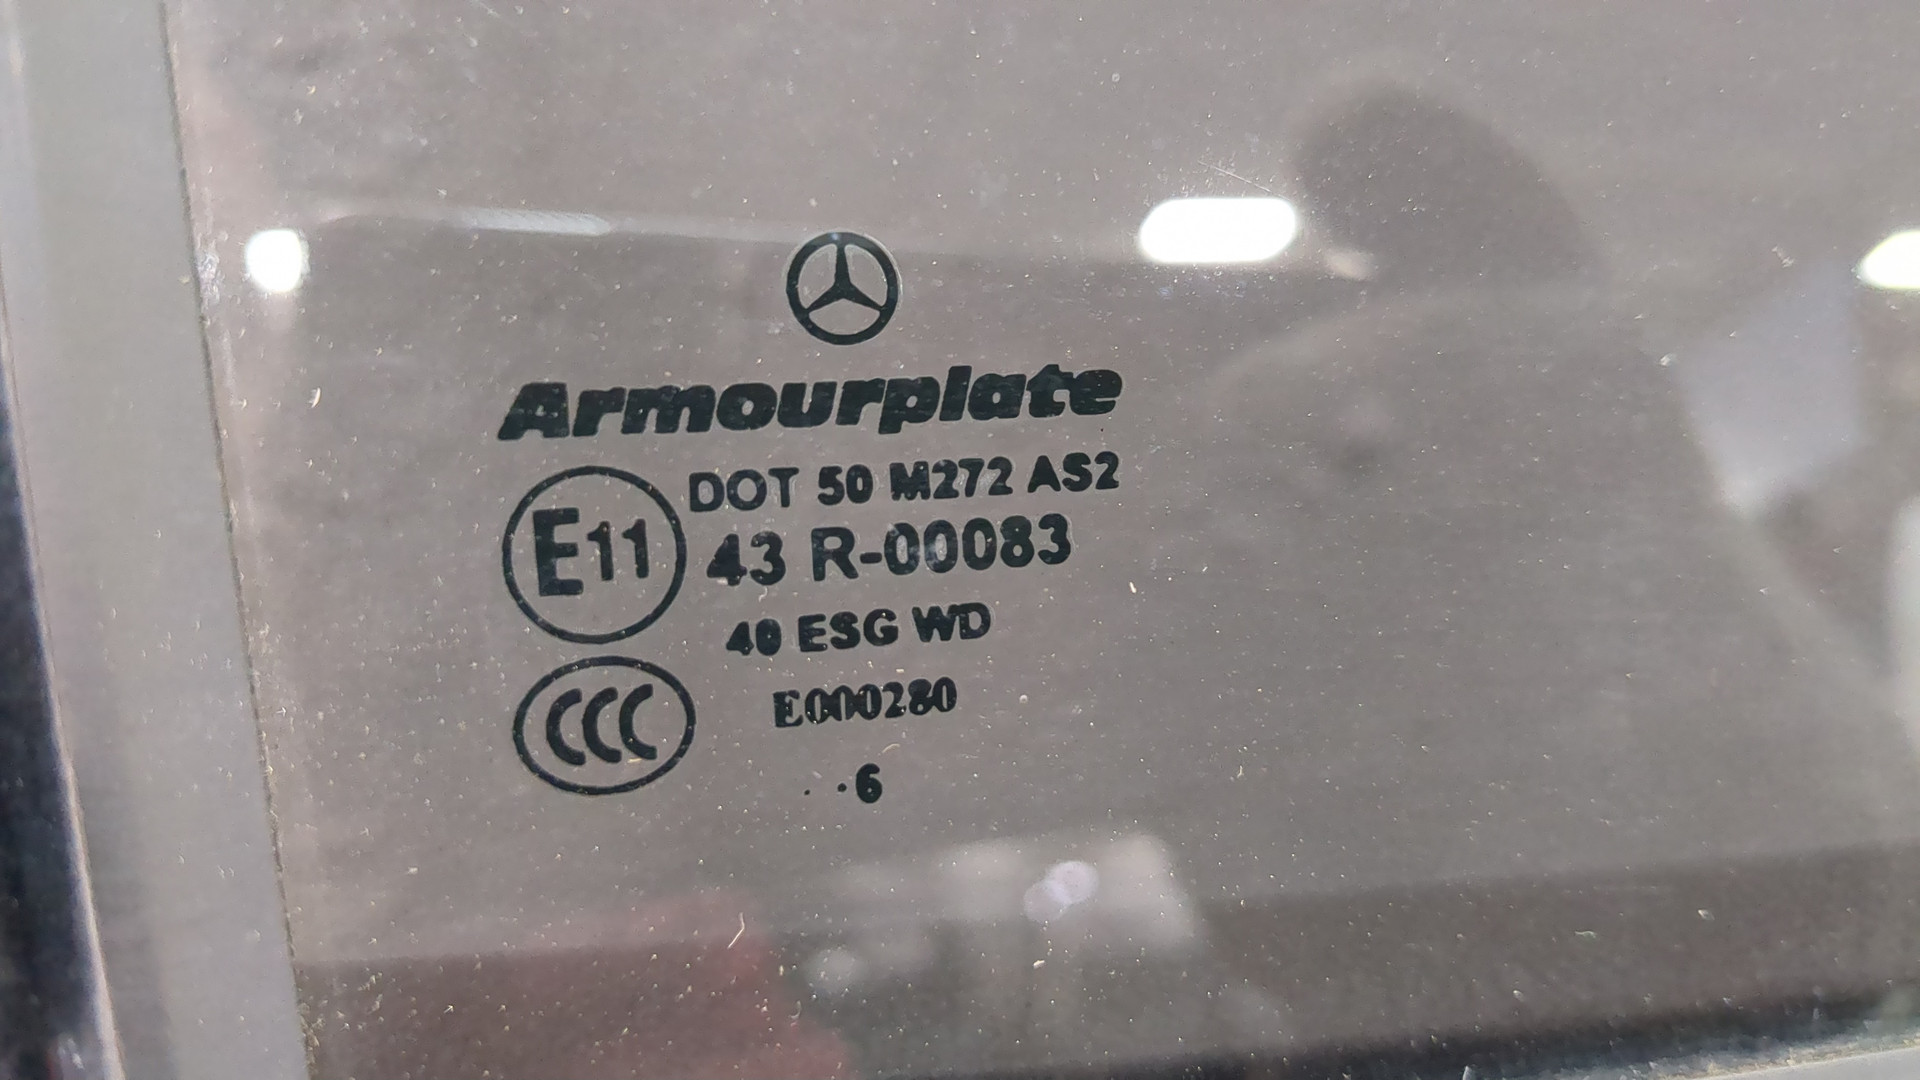 Armourplate
DOT 50 M272 AS2
E11 43 R-00083
40 ESG WD
CCC E000280
. .6